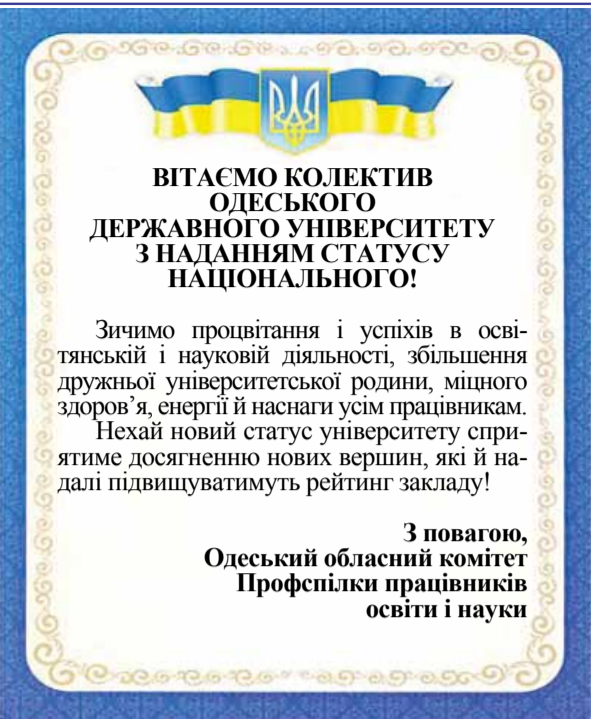 ВІТАЄМО КОЛЕКТИВ
ОДЕСЬКОГО
ДЕРЖАВНОГО УНІВЕРСИТЕТУ
З НАДАННЯМ СТАТУСУ
НАЦІОНАЛЬНОГО!
Зичимо процвітання і успіхів в осві-
тянській і науковій діяльності, збільшення
дружньої університетської родини, міцного
здоров’я, енергії й наснаги усім працівникам.
Нехай новий статус університету спри-
ятиме досягненню нових вершин, які й на-
далі підвищуватимуть рейтинг закладу!
З повагою,
Одеський обласний комітет
Профспілки працівників
освіти і науки